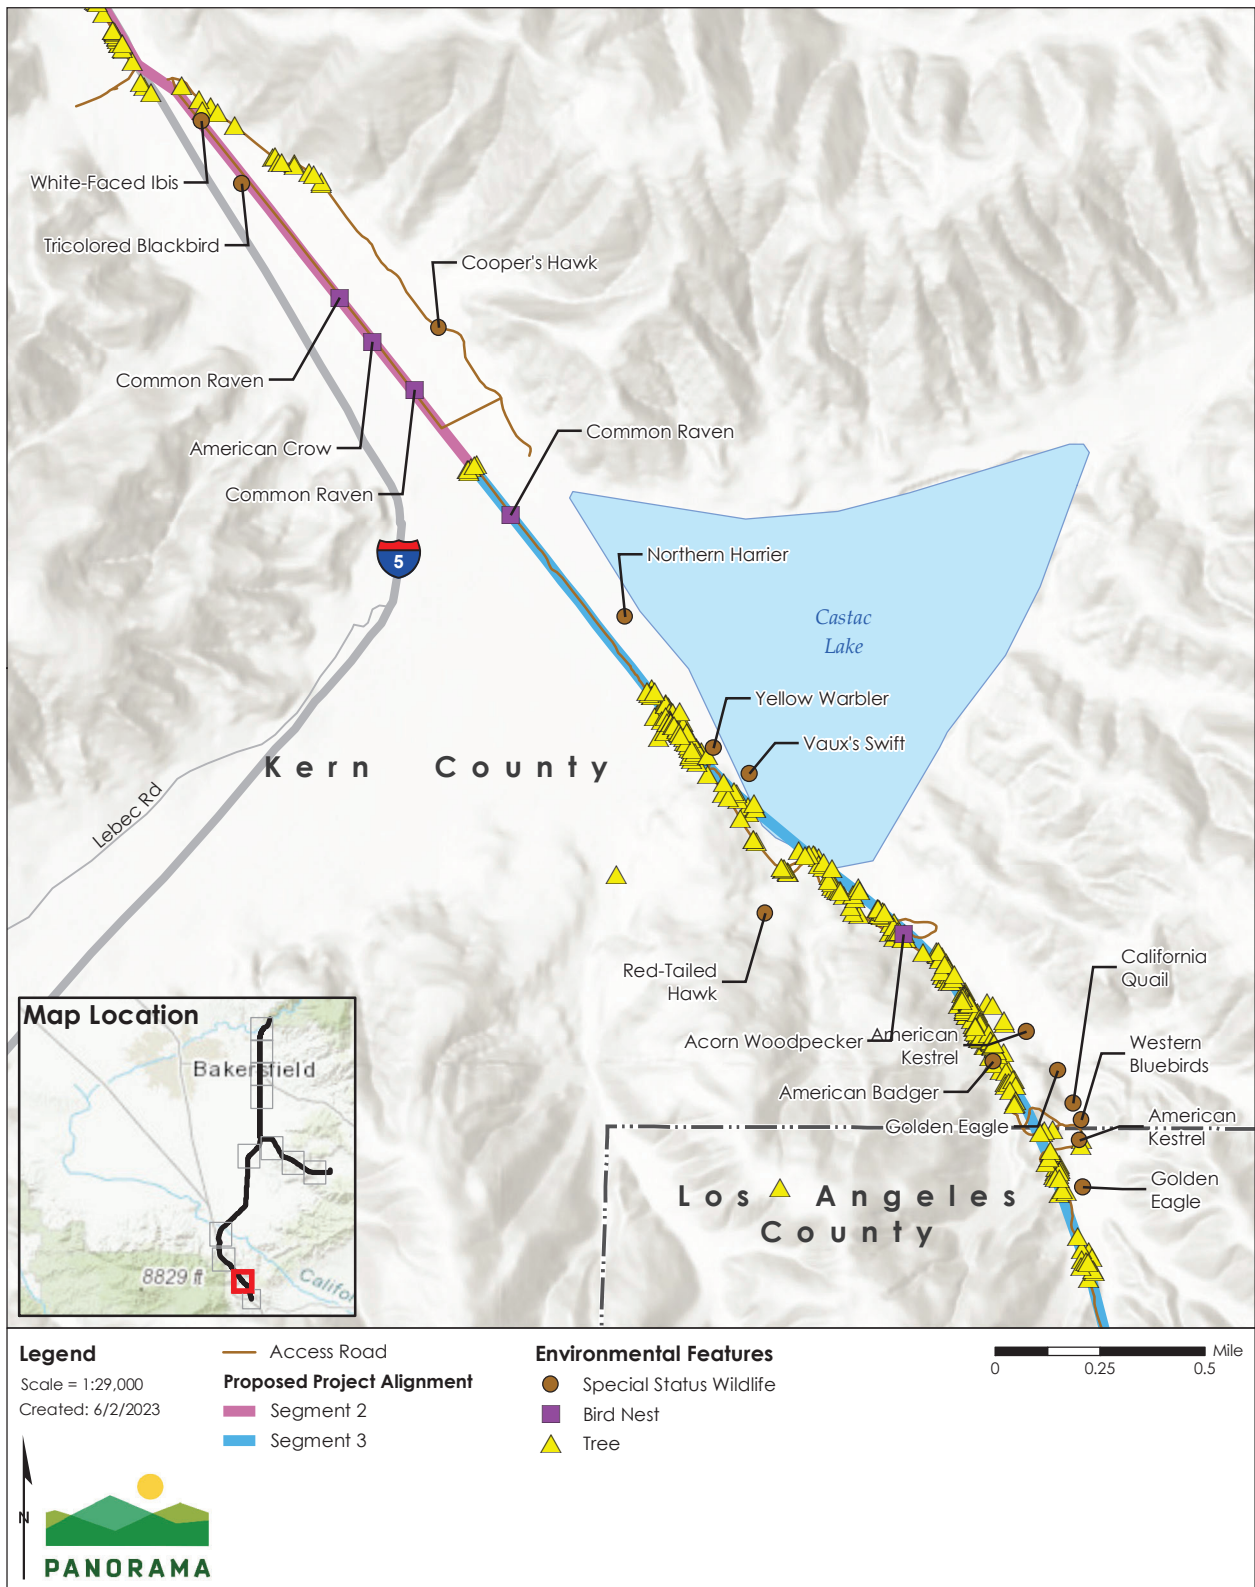 White-Faced Ibis
Tricolored Blackbird
Cooper's Hawk
Common Raven
American Crow
Common Raven
Common Raven
5
Northern Harrier
Castac
Lake
Yellow Warbler
Vaux's Swift
Kern County
Lebec Rd
Red-Tailed
Hawk
California
Quail
Acorn Woodpecker
American
Kestrel
Western
Bluebirds
American Badger
Golden Eagle
American
Kestrel
Golden
Eagle
Los Angeles
County
Map Location
Bakersfield
8829 ft
Califo
Legend
Scale = 1:29,000
Created: 6/2/2023
Access Road
Proposed Project Alignment
Segment 2
Segment 3
Environmental Features
Special Status Wildlife
Bird Nest
Tree
Mile
0 0.25 0.5
N
PANORAMA